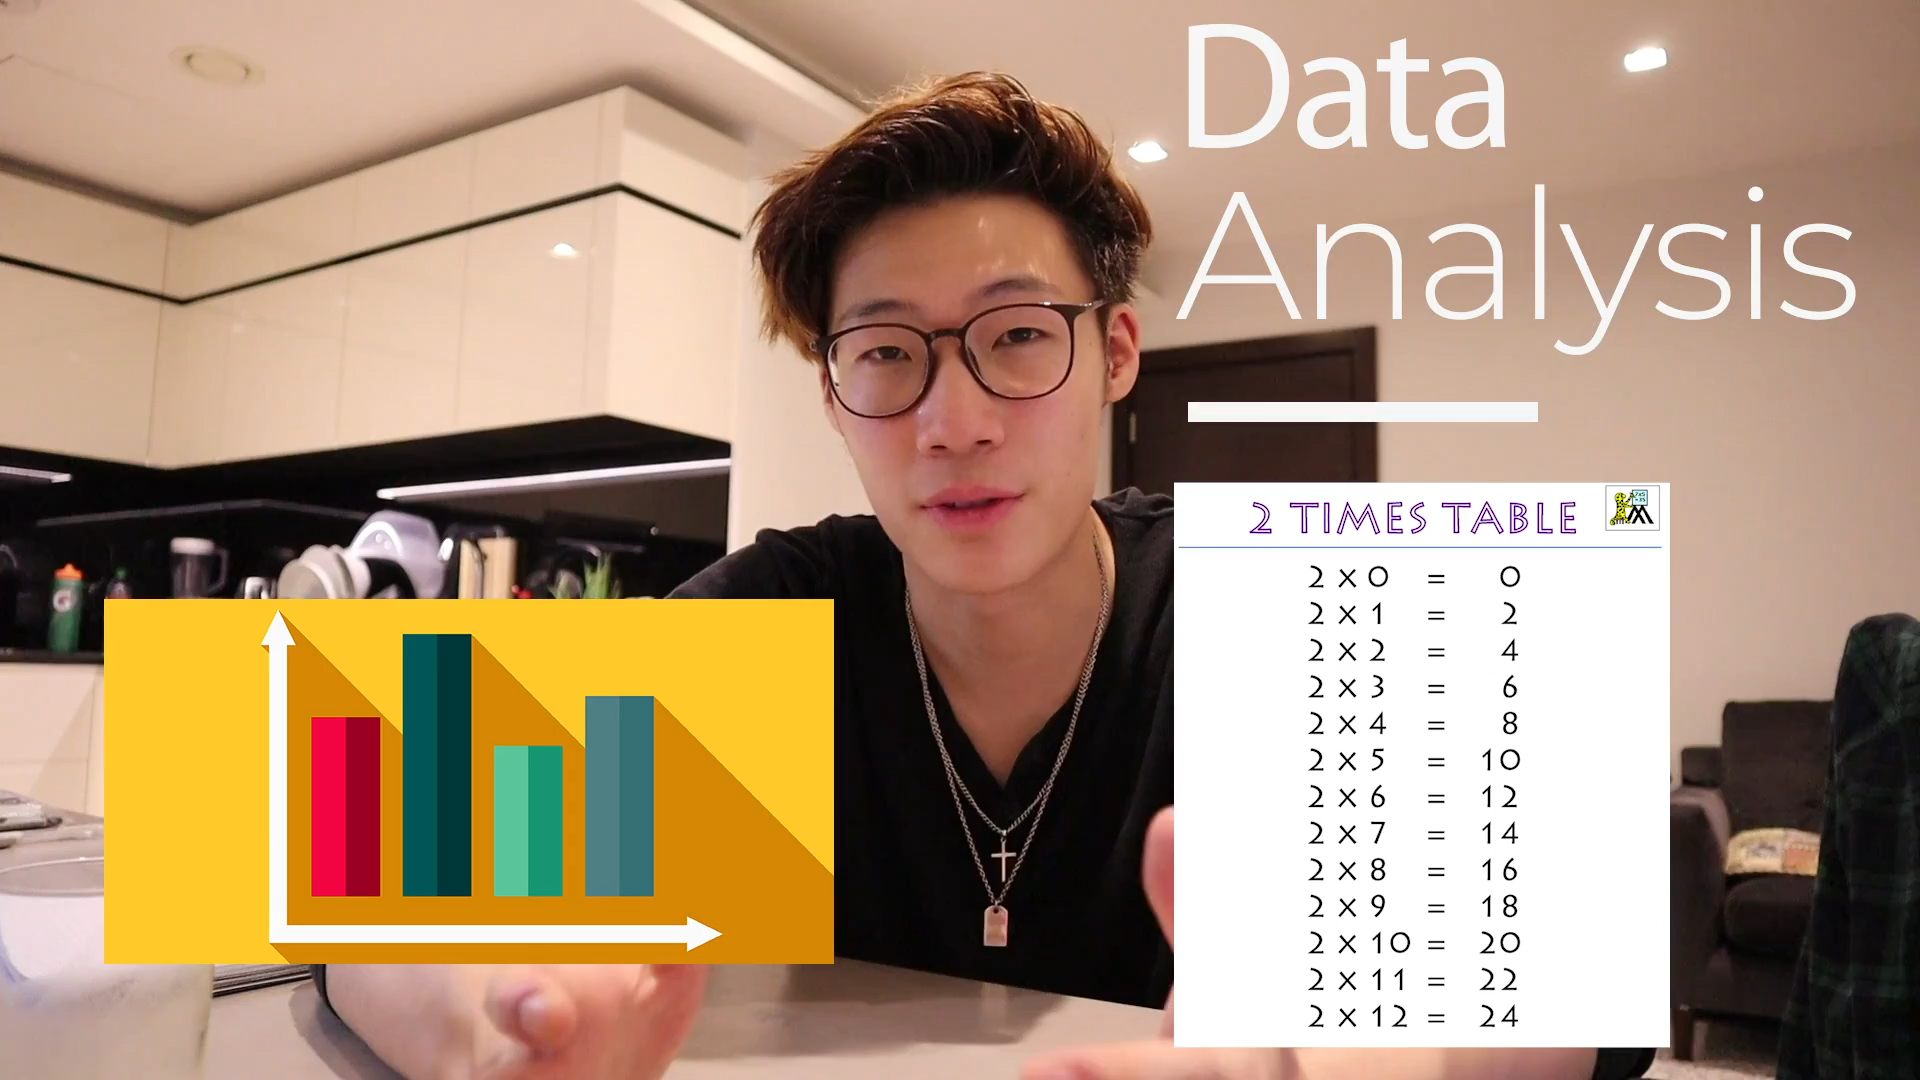 Data
Analysis
2 TIMES TABLE
2 x 0 = 0
2 x 1 = 2
2 x 2 = 4
2 x 3 = 6
2 x 4 = 8
2 x 5 = 10
2 x 6 = 12
2 x 7 = 14
2 x 8 = 16
2 x 9 = 18
2 x 10 = 20
2 x 11 = 22
2 x 12 = 24